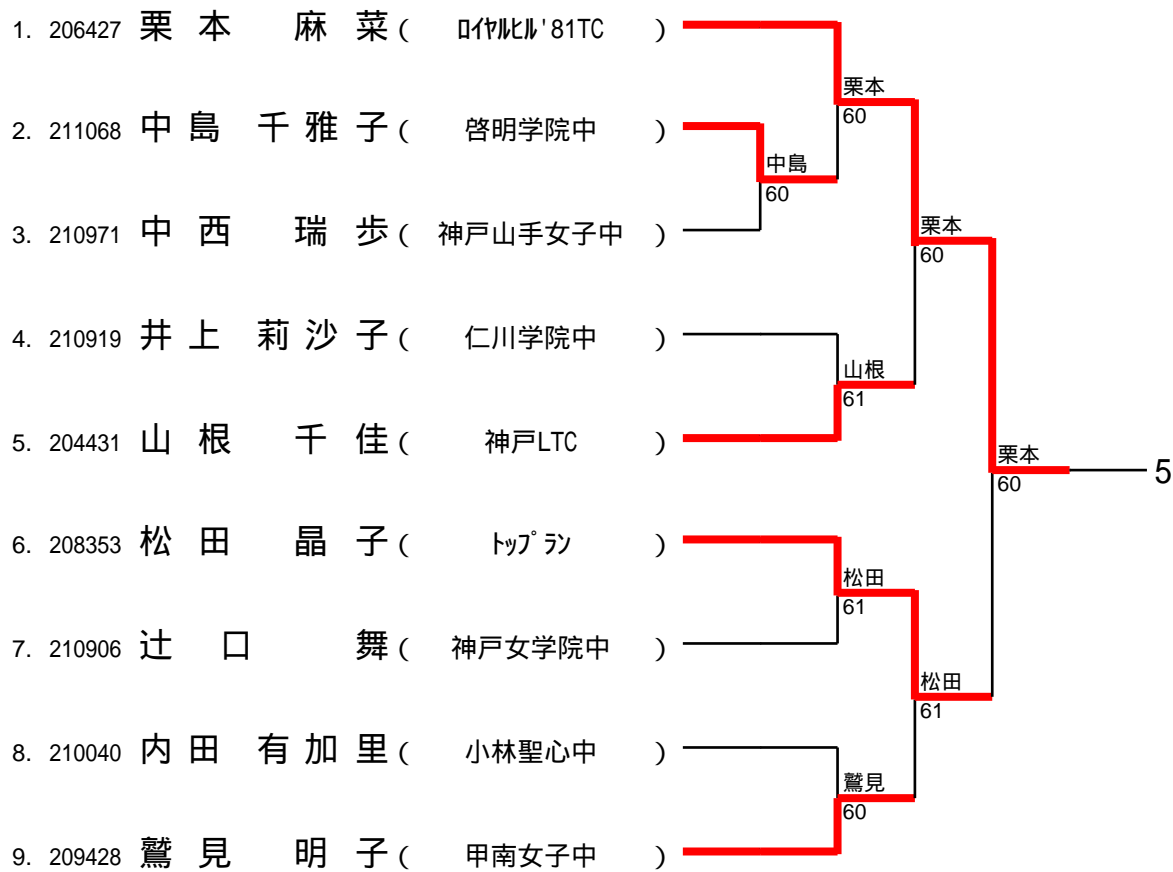 1. 206427 栗本 麻菜 ( ﾛｲﾔﾙﾋﾙ'81TC )
栗本
60
2. 211068 中島 千雅子 ( 啓明学院中 )
中島
60
3. 210971 中西 瑞歩 ( 神戸山手女子中 )
栗本
60
4. 210919 井上 莉沙子 ( 仁川学院中 )
山根
61
5. 204431 山根 千佳 ( 神戸LTC )
栗本
60
5
6. 208353 松田 晶子 ( ﾄｯﾌﾟﾗﾝ )
松田
61
7. 210906 辻口 舞 ( 神戸女学院中 )
松田
61
8. 210040 内田 有加里 ( 小林聖心中 )
鷲見
60
9. 209428 鷲見 明子 ( 甲南女子中 )